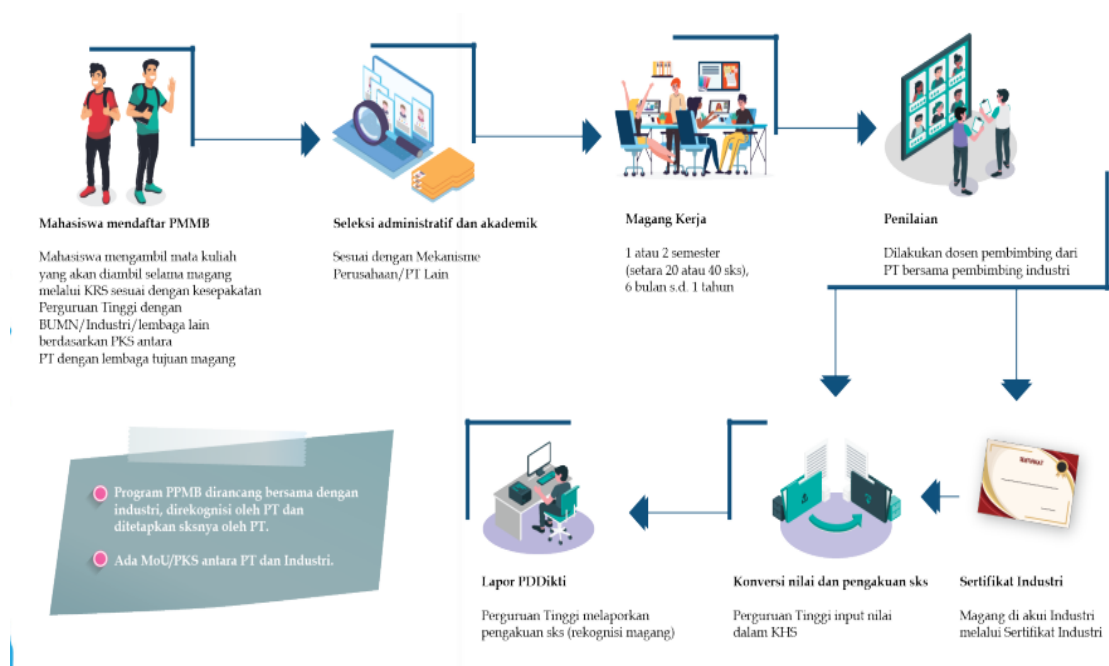 Mahasiswa mendaftar PMMB
Mahasiswa mengambil mata kuliah
yang akan diambil selama magang
melalui KRS sesuai dengan kesepakatan
Perguruan Tinggi dengan
BUMN/Industri/lembaga lain
berdasarkan PKS antara
PT dengan lembaga tujuan magang
Seleksi administratif dan akademik
Sesuai dengan Mekanisme
Perusahaan/PT Lain
Magang Kerja
1 atau 2 semester
(setara 20 atau 40 sks),
6 bulan s.d. 1 tahun
Penilaian
Dilakukan dosen pembimbing dari
PT bersama pembimbing industri
Program PPMB dirancang bersama dengan
industri, direkognisi oleh PT dan
ditetapkan sksnya oleh PT.
Ada MoU/PKS antara PT dan Industri.
Lapor PDDikti
Perguruan Tinggi melaporkan
pengakuan sks (rekognisi magang)
Konversi nilai dan pengakuan sks
Perguruan Tinggi input nilai
dalam KHS
Sertifikat Industri
Magang di akui Industri
melalui Sertifikat Industri